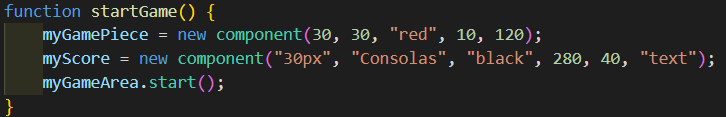 function startGame() {
    myGamePiece = new component(30, 30, "red", 10, 120);
    myScore = new component("30px", "Consolas", "black", 280, 40, "text");
    myGameArea.start();
}